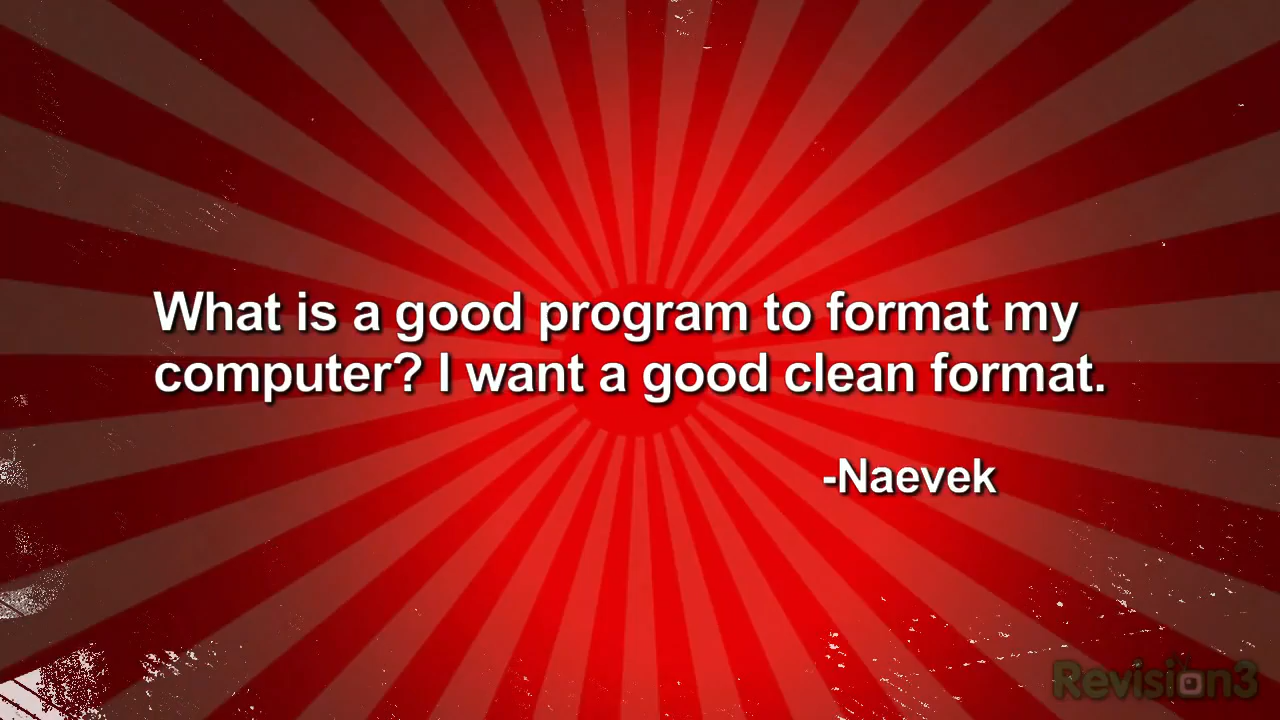 What is a good program to format my
computer? I want a good clean format.
-Naevek
Revision3